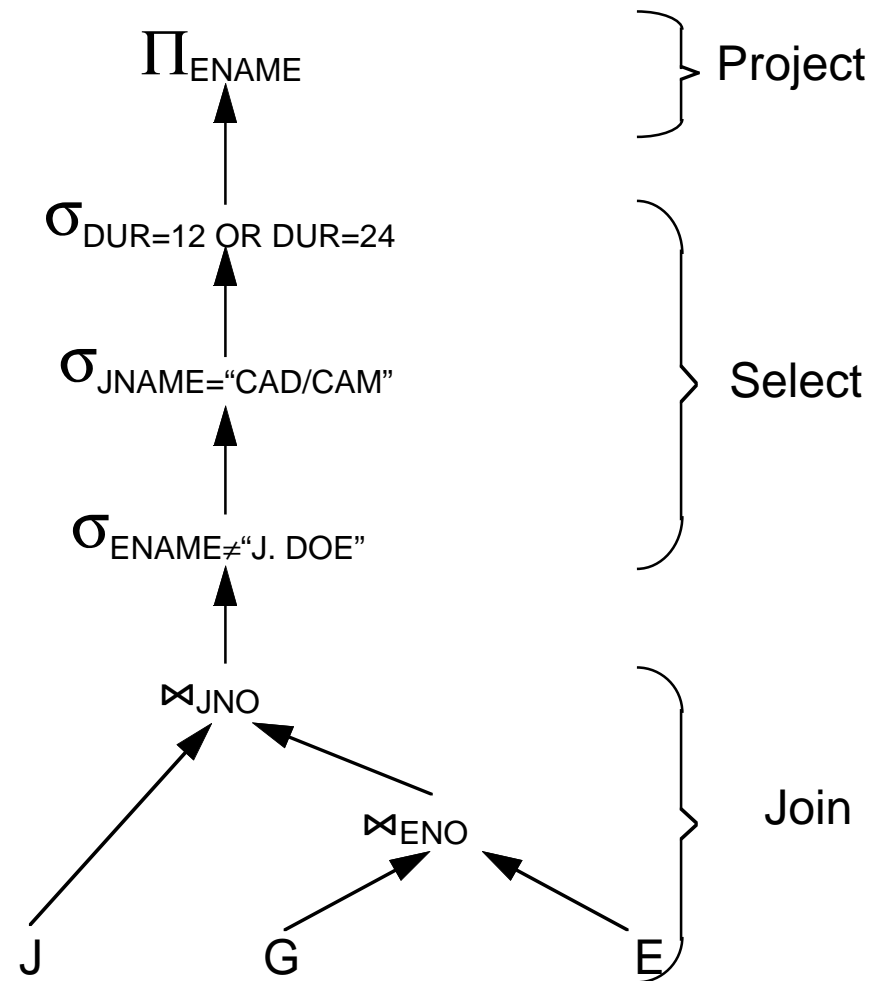 ΠENAME
Project
σDUR=12 OR DUR=24
σJNAME=“CAD/CAM”
Select
σENAME≠“J. DOE”
⋈JNO
Join
⋈ENO
J G E